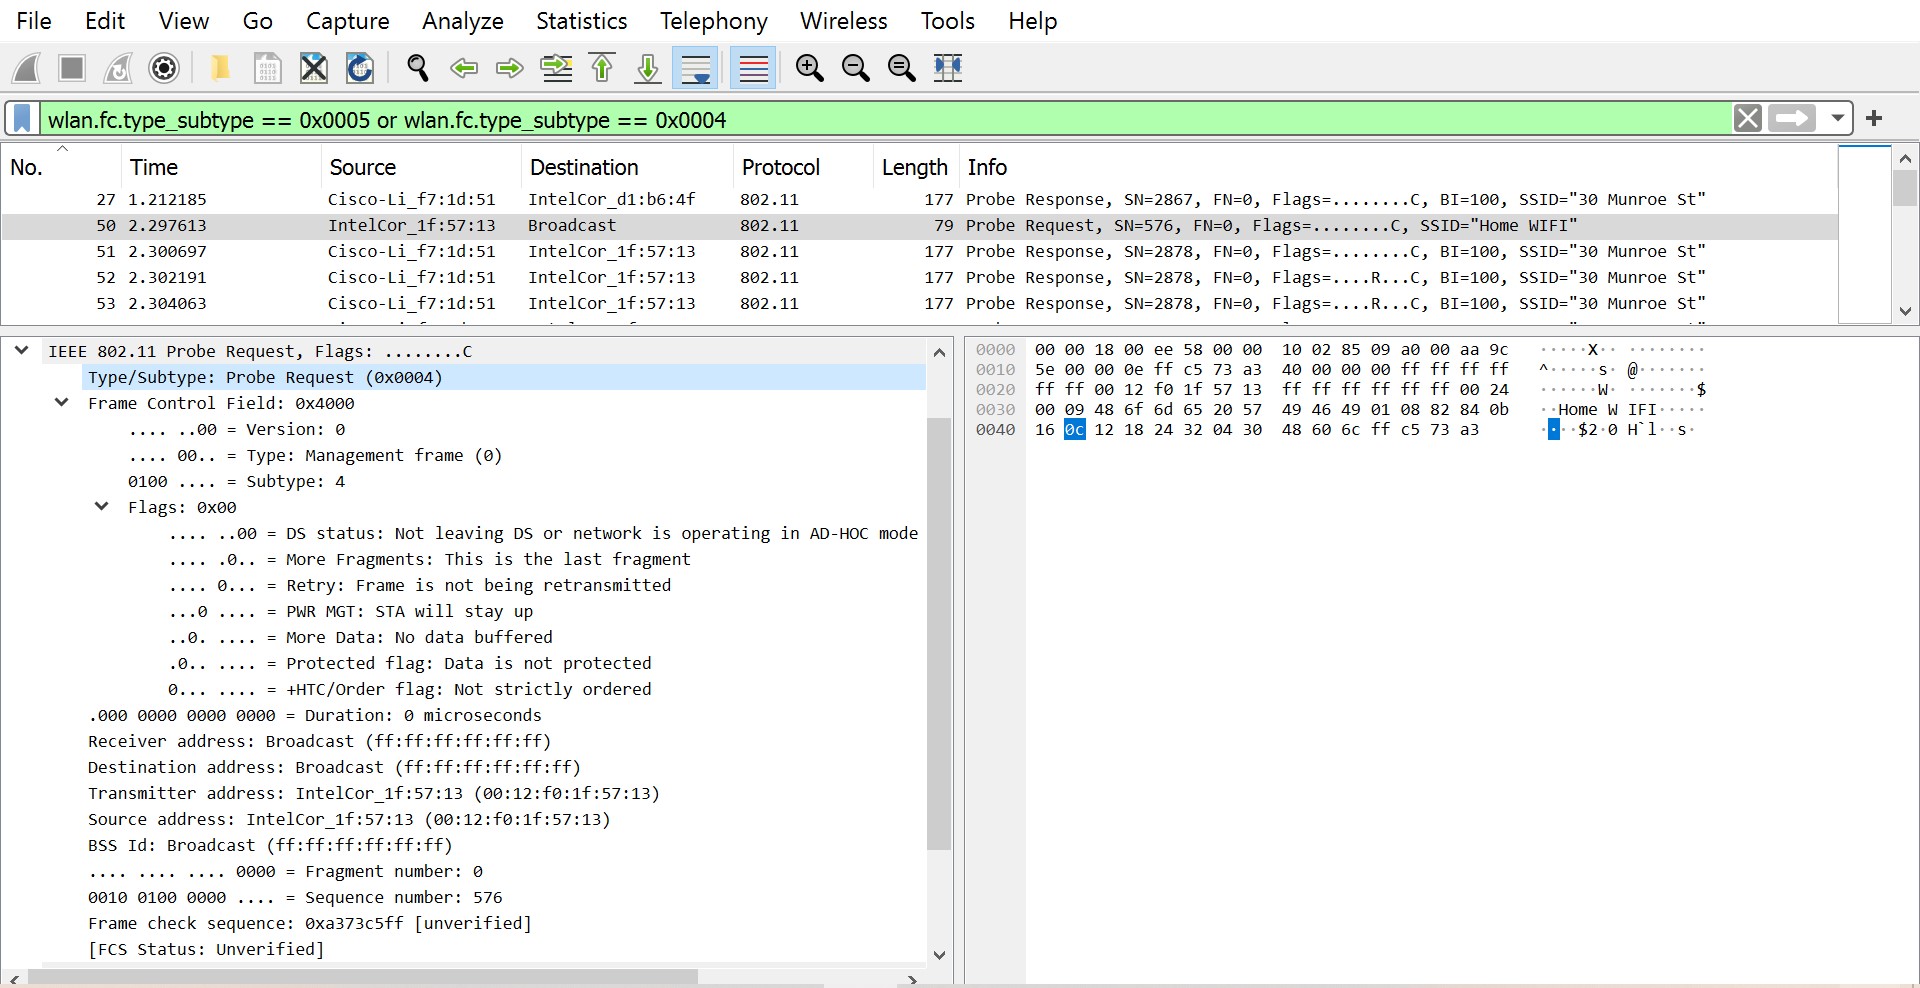 File Edit View Go Capture Analyze Statistics Telephony Wireless Tools Help
wlan.fc.type_subtype == 0x0005 or wlan.fc.type_subtype == 0x0004
No. Time Source Destination Protocol Length Info
27 1.212185 Cisco-Li_f7:1d:51 IntelCor_d1:b6:4f 802.11 177 Probe Response, SN=2867, FN=0, Flags=........C, BI=100, SSID="30 Munroe St"
50 2.297613 IntelCor_1f:57:13 Broadcast 802.11 79 Probe Request, SN=576, FN=0, Flags=........C, SSID="Home WIFI"
51 2.300697 Cisco-Li_f7:1d:51 IntelCor_1f:57:13 802.11 177 Probe Response, SN=2878, FN=0, Flags=........C, BI=100, SSID="30 Munroe St"
52 2.302191 Cisco-Li_f7:1d:51 IntelCor_1f:57:13 802.11 177 Probe Response, SN=2878, FN=0, Flags=....R...C, BI=100, SSID="30 Munroe St"
53 2.304063 Cisco-Li_f7:1d:51 IntelCor_1f:57:13 802.11 177 Probe Response, SN=2878, FN=0, Flags=....R...C, BI=100, SSID="30 Munroe St"
IEEE 802.11 Probe Request, Flags: ........C
Type/Subtype: Probe Request (0x0004)
Frame Control Field: 0x4000
.... ..00 = Version: 0
.... 00.. = Type: Management frame (0)
0100 .... = Subtype: 4
Flags: 0x00
.... ..00 = DS status: Not leaving DS or network is operating in AD-HOC mode
.... .0.. = More Fragments: This is the last fragment
.... 0... = Retry: Frame is not being retransmitted
...0 .... = PWR MGT: STA will stay up
..0. .... = More Data: No data buffered
.0.. .... = Protected flag: Data is not protected
0... .... = +HTC/Order flag: Not strictly ordered
.000 0000 0000 0000 = Duration: 0 microseconds
Receiver address: Broadcast (ff:ff:ff:ff:ff:ff)
Destination address: Broadcast (ff:ff:ff:ff:ff:ff)
Transmitter address: IntelCor_1f:57:13 (00:12:f0:1f:57:13)
Source address: IntelCor_1f:57:13 (00:12:f0:1f:57:13)
BSS Id: Broadcast (ff:ff:ff:ff:ff:ff)
.... .... .... 0000 = Fragment number: 0
0010 0100 0000 .... = Sequence number: 576
Frame check sequence: 0xa373c5ff [unverified]
[FCS Status: Unverified]
0000 00 00 18 00 ee 58 00 00 10 02 85 09 a0 00 aa 9c ·····X·· ········
0010 5e 00 00 0e ff c5 73 a3 40 00 00 00 ff ff ff ff ^·····s· @·······
0020 ff ff 00 12 f0 1f 57 13 ff ff ff ff ff ff 00 24 ······W· ·······$
0030 00 09 48 6f 6d 65 20 57 49 46 49 01 08 82 84 0b ··Home W IFI·····
0040 16 0c 12 18 24 32 04 30 48 60 6c ff c5 73 a3 ····$2·0 H`l··s·